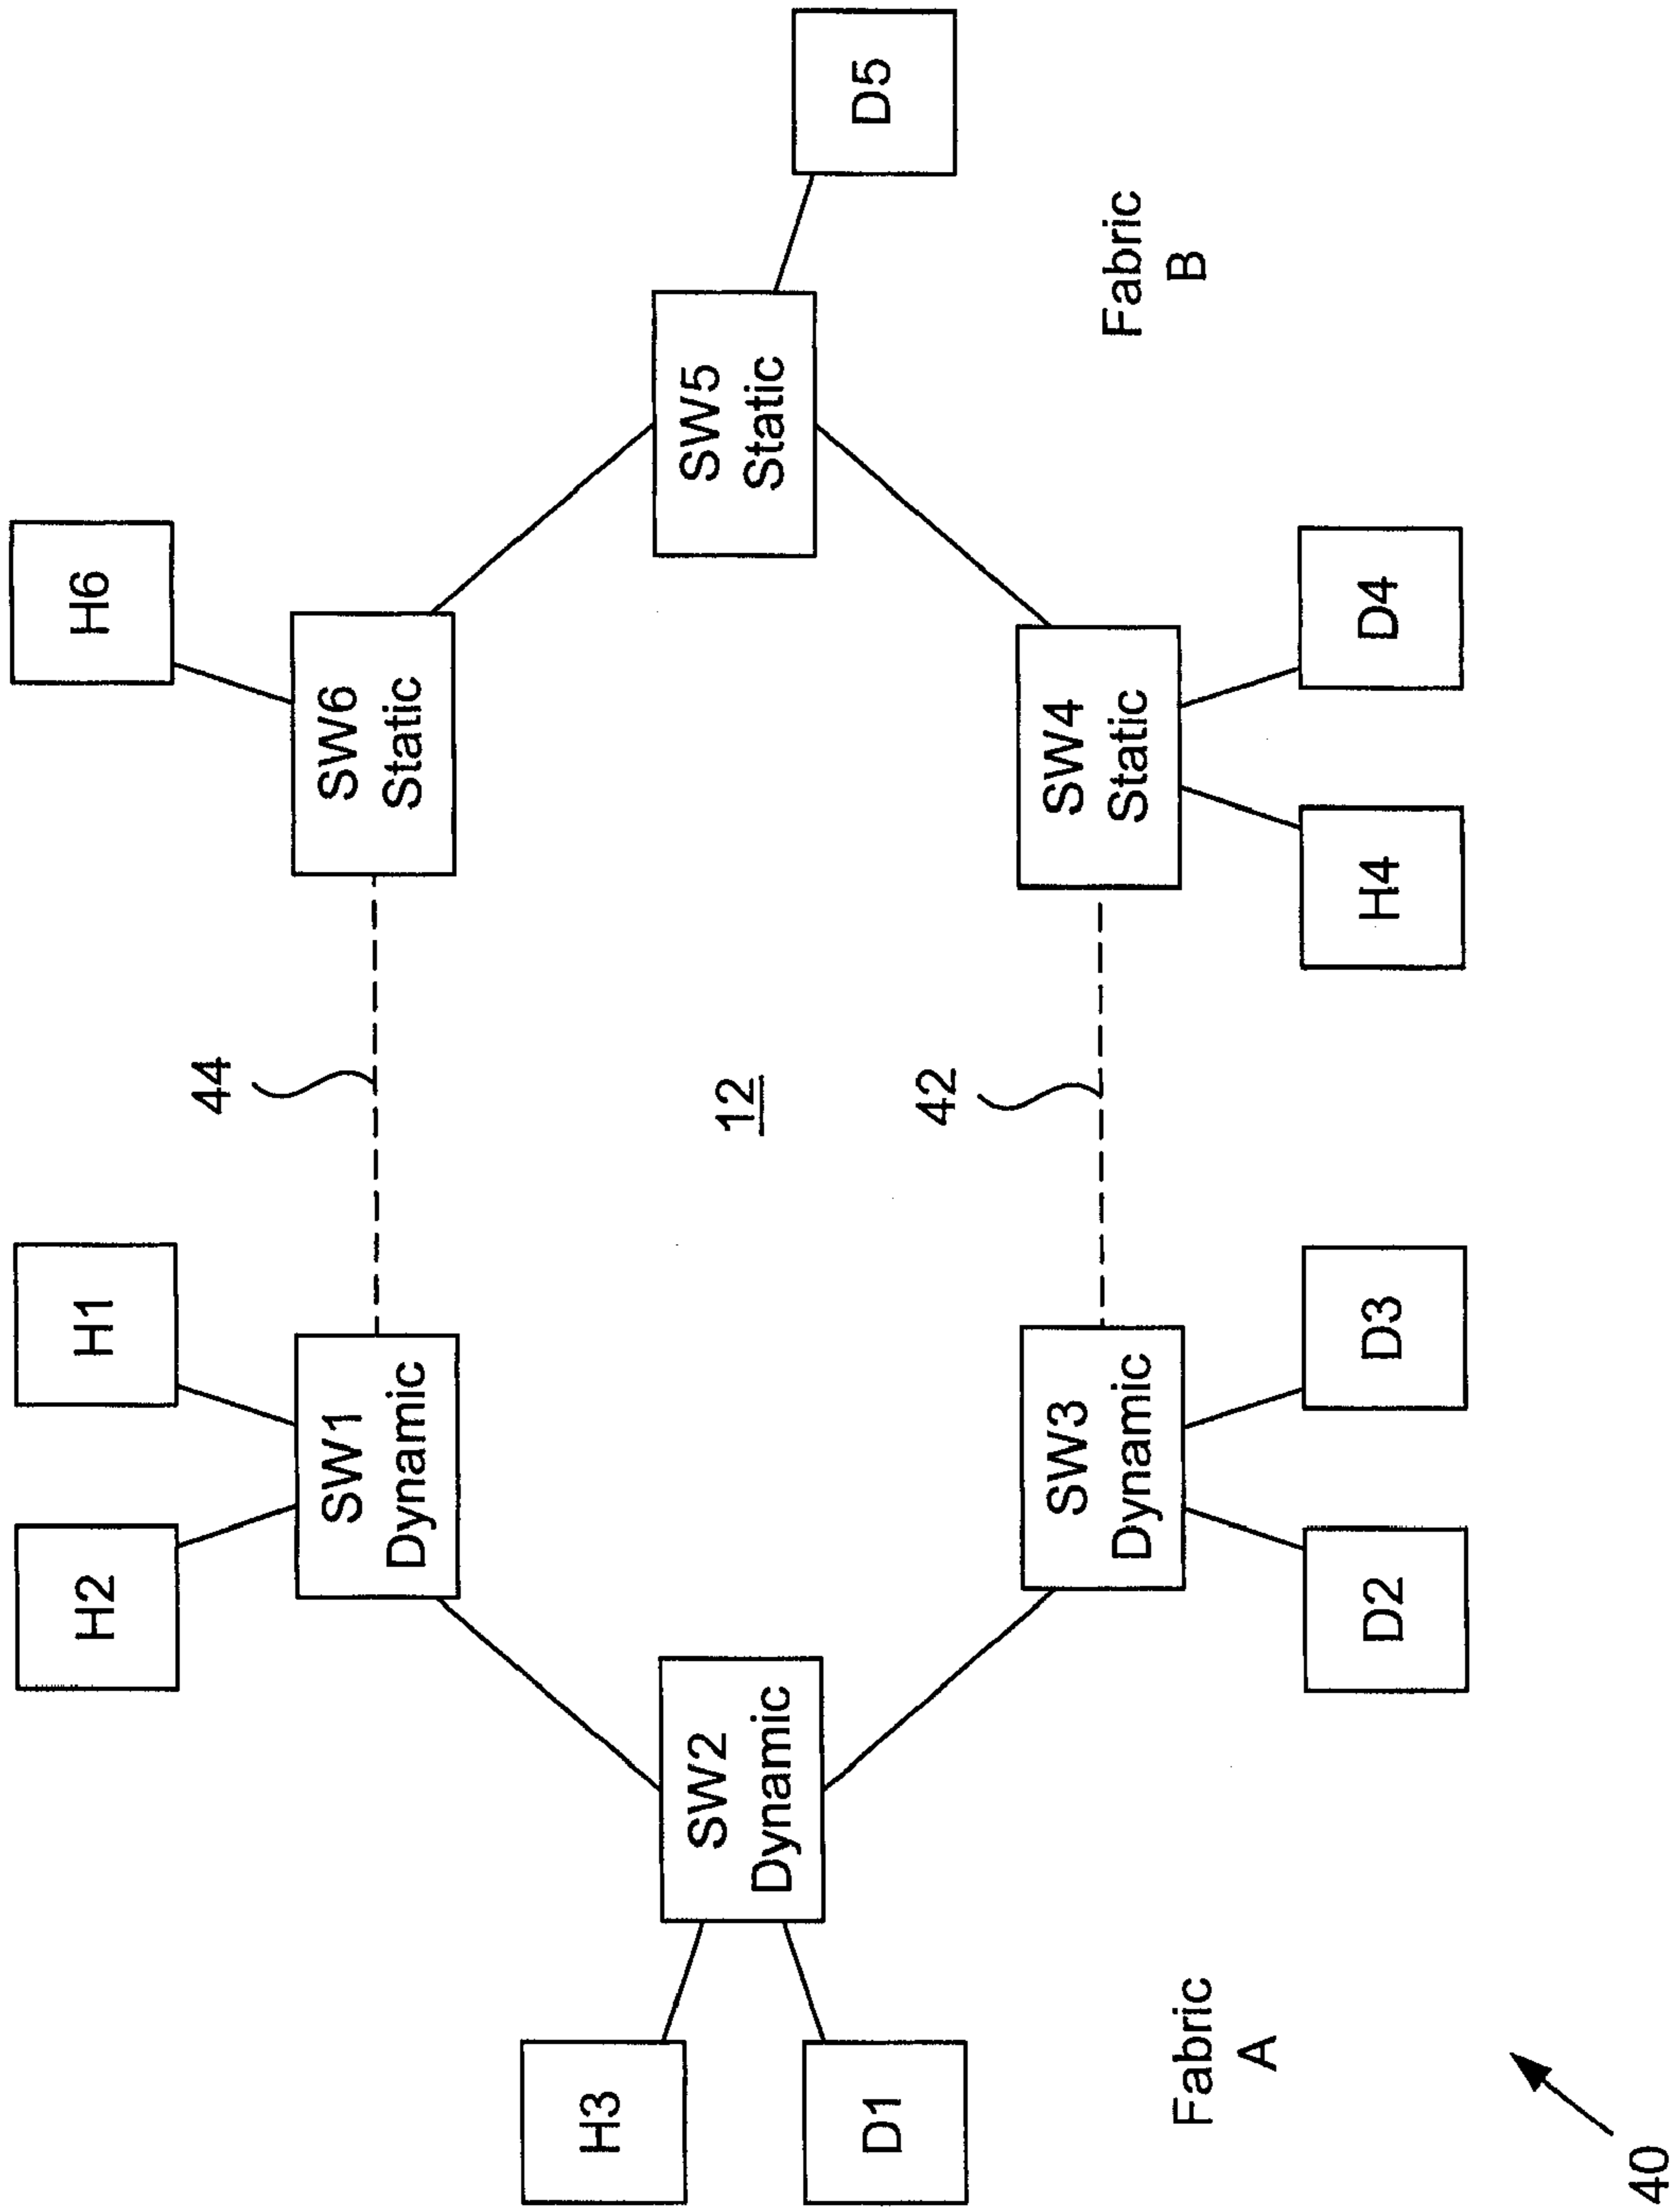 H2
H1
44
H6
SW1
Dynamic
SW6
Static
H3
D1
SW2
Dynamic
12
SW5
Static
D5
42
SW3
Dynamic
SW4
Static
D2
D3
H4
D4
Fabric
A
Fabric
B
40